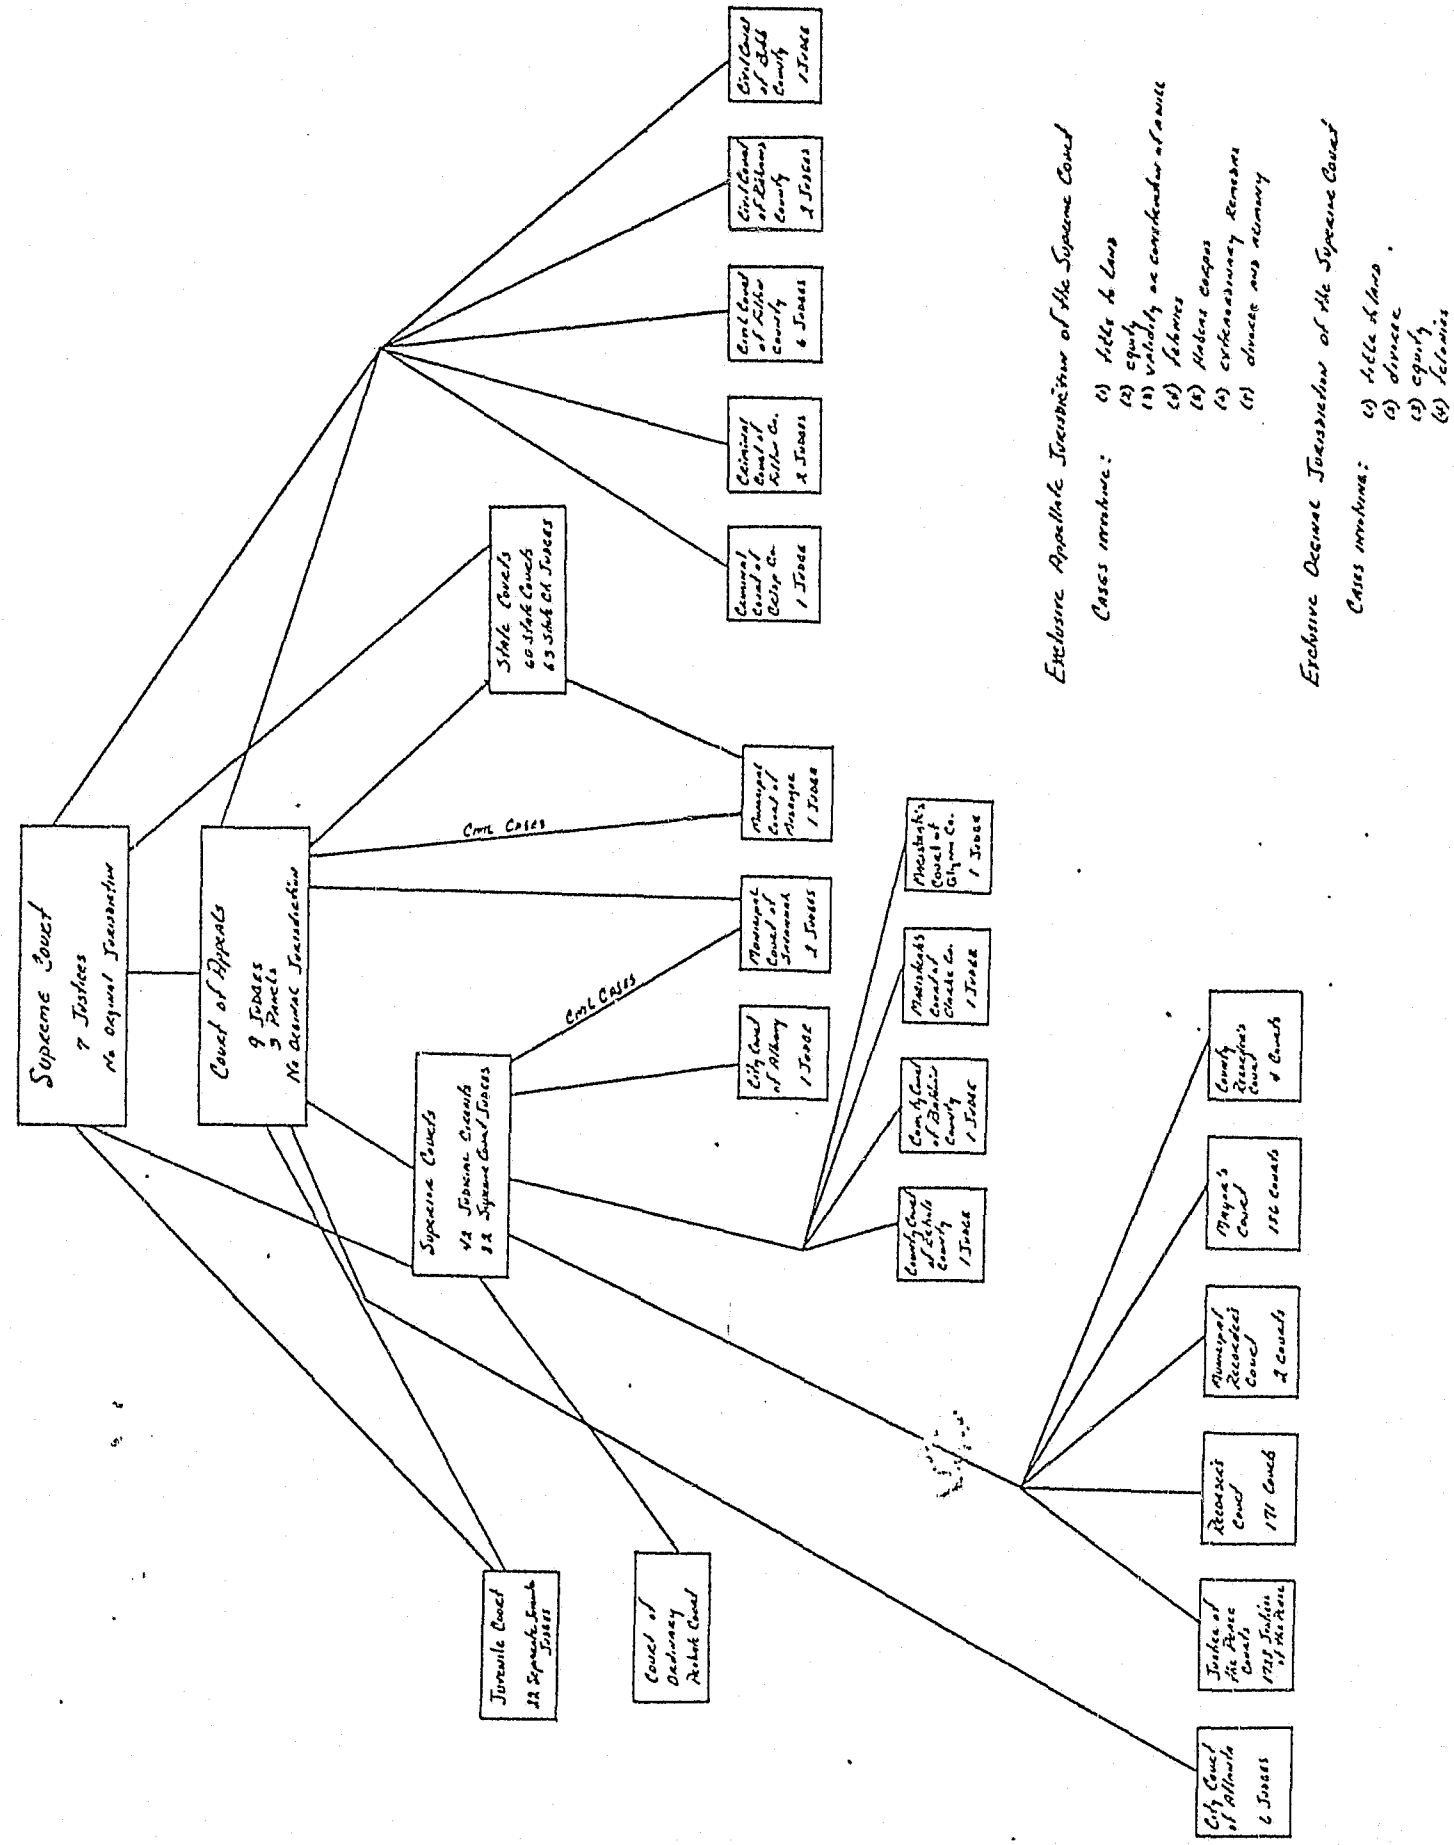 Supreme Court
7 Justices
No Original Jurisdiction
Court of Appeals
9 Judges
3 Panels
No Original Jurisdiction
State Courts
60 State Courts
63 State Ct Judges
Superior Courts
42 Judicial Circuits
Court Judges
Juvenile Court
22 Separate Juvenile
Judges
Court of
Ordinary
Probate Court
Criminal
Court of
Crisp Co.
1 Judge
Criminal
Court of
Fulton Co.
2 Judges
Civil Court
of Fulton
County
6 Judges
Civil Court
County
2 Judges
Civil Court
of Bibb
County
1 Judge
Civil Cases
Civil Cases
City Court
of Albany
1 Judge
Municipal
Court of
Savannah
2 Judges
Municipal
Court of
1 Judge
County Court
of Echols
County
1 Judge
County Court
of Baldwin
County
1 Judge
Magistrate's
Court of
Clarke Co.
1 Judge
Magistrate's
Court of
Glynn Co.
1 Judge
City Court
of Atlanta
6 Judges
Justice of
the Peace
Courts
Justices
of the Peace
Recorder's
Court
171 Courts
Municipal
Recorder's
Court
2 Courts
Mayor's
Court
156 Courts
County
Recorder's
Court
4 Courts
Exclusive Appellate Jurisdiction of the Supreme Court
Cases involving:
(1) title to land
(2) equity
(3) validity or construction of a will
(4) felonies
(5) Habeas corpus
(6) extraordinary remedies
(7) divorce and alimony
Exclusive Original Jurisdiction of the Superior Court
Cases involving:
(1) title to land
(2) divorce
(3) equity
(4) felonies